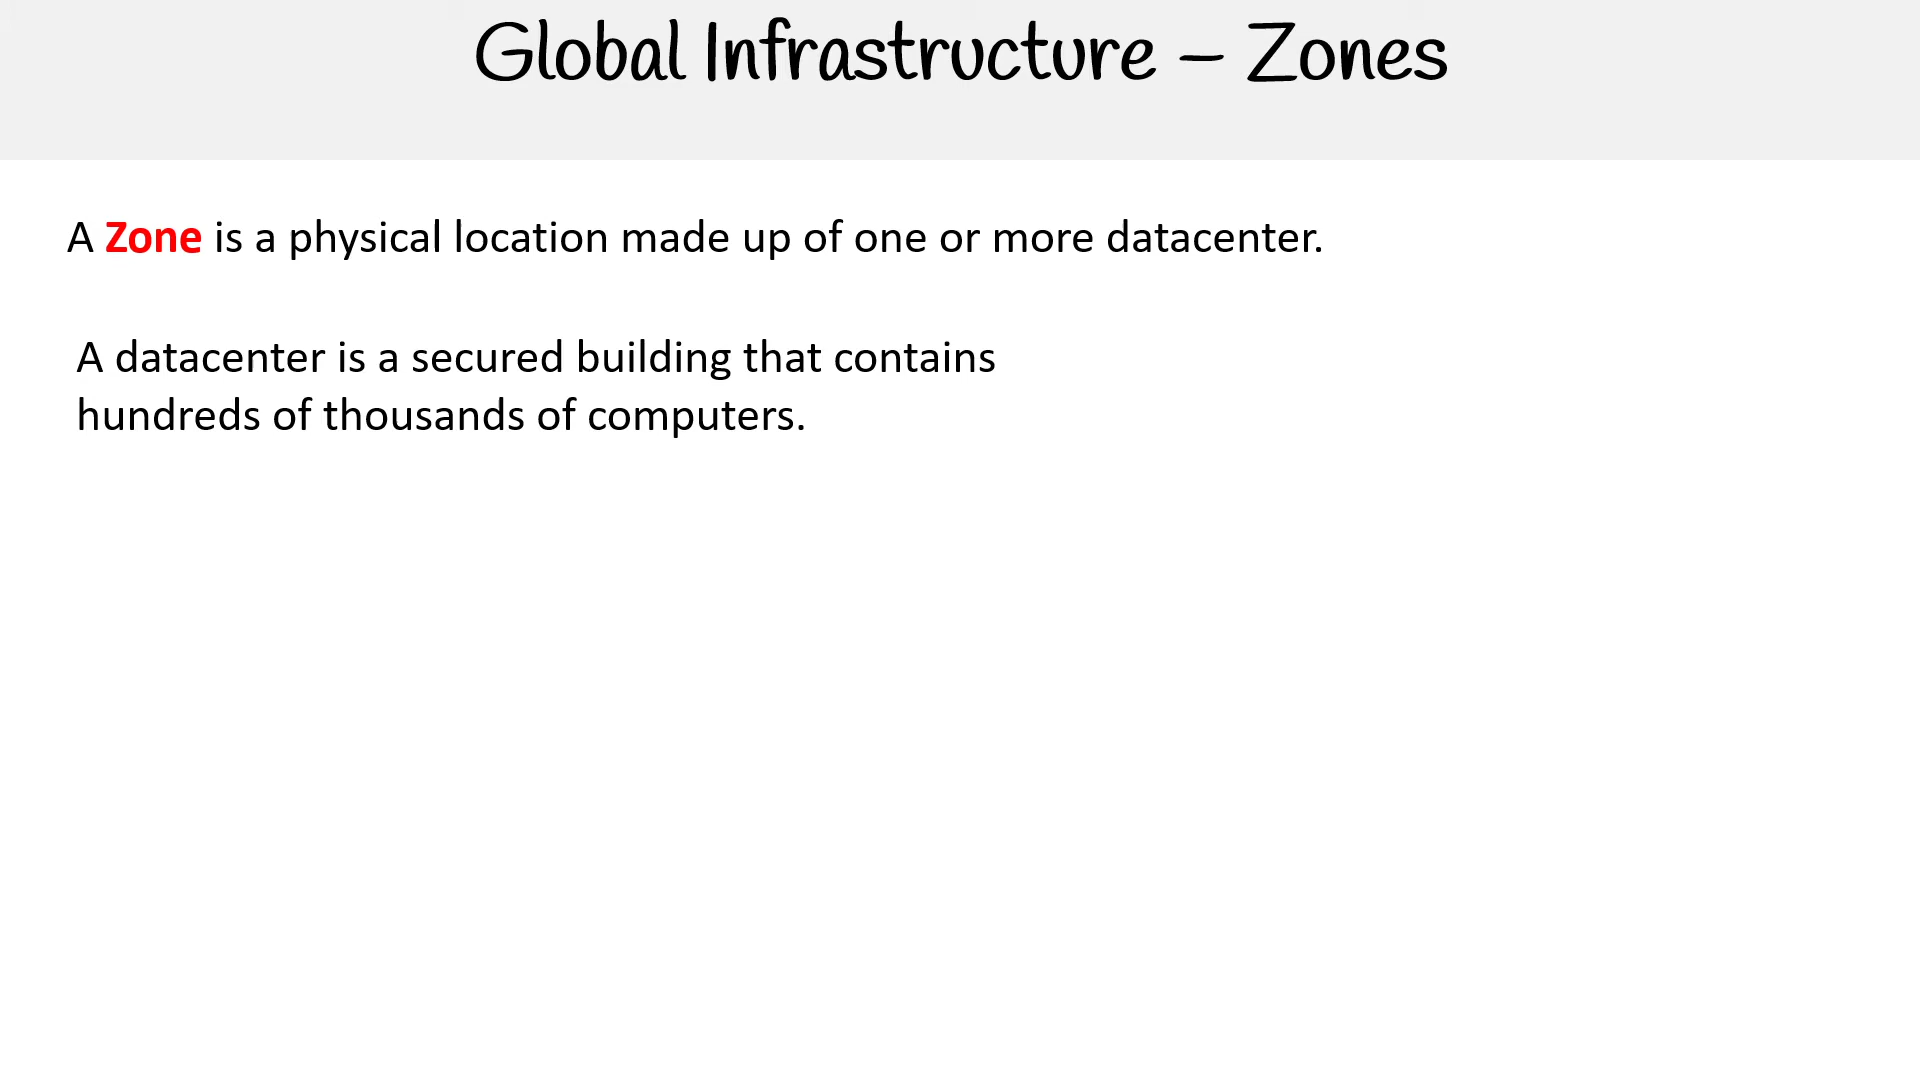 Global Infrastructure – Zones
A Zone is a physical location made up of one or more datacenter.
A datacenter is a secured building that contains
hundreds of thousands of computers.